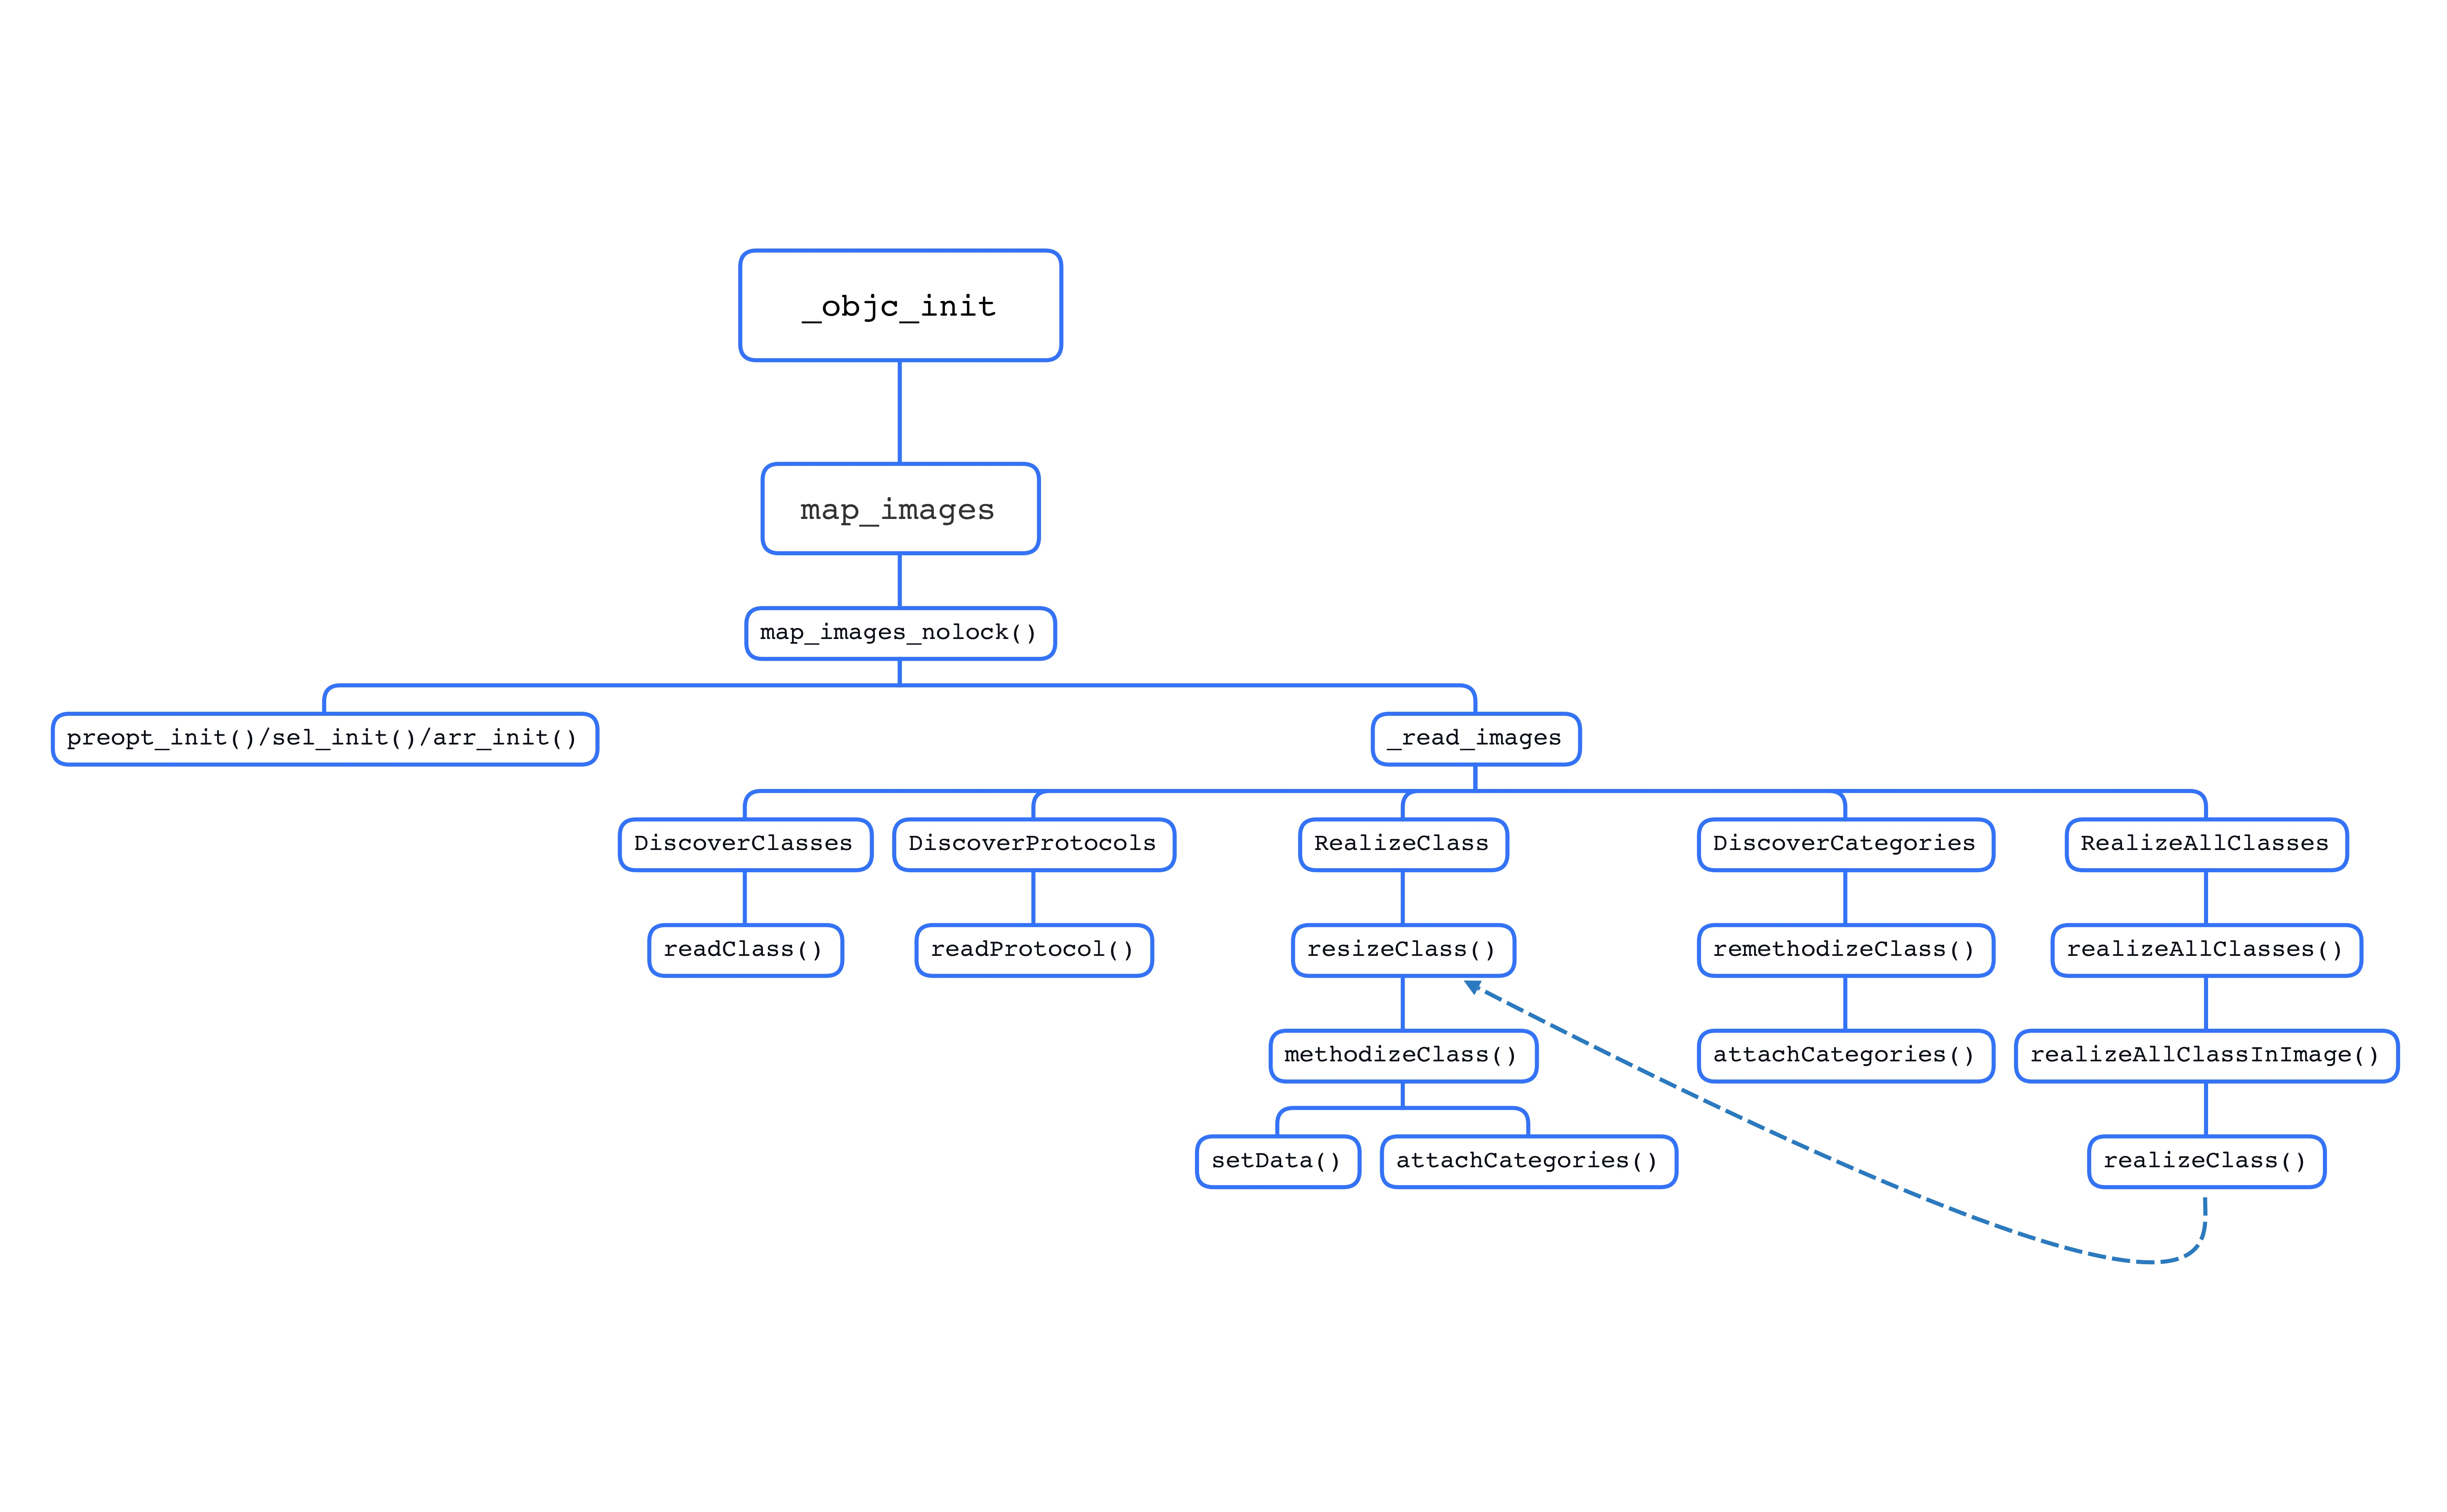 _objc_init
map_images
map_images_nolock()
preopt_init()/sel_init()/arr_init()
_read_images
DiscoverClasses
DiscoverProtocols
RealizeClass
DiscoverCategories
RealizeAllClasses
readClass()
readProtocol()
resizeClass()
remethodizeClass()
realizeAllClasses()
methodizeClass()
attachCategories()
realizeAllClassInImage()
setData()
attachCategories()
realizeClass()